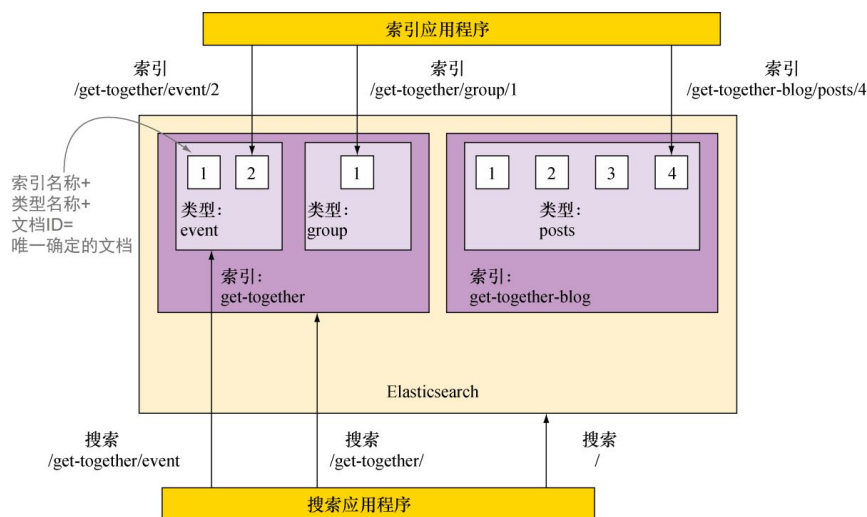 索引应用程序
索引
/get-together/event/2
索引
/get-together/group/1
索引
/get-together-blog/posts/4
索引名称+
类型名称+
文档ID=
唯一确定的文档
1
2
类型:
event
1
类型:
group
索引:
get-together
1
2
3
4
类型:
posts
索引:
get-together-blog
Elasticsearch
搜索
/get-together/event
搜索
/get-together/
搜索
/
搜索应用程序